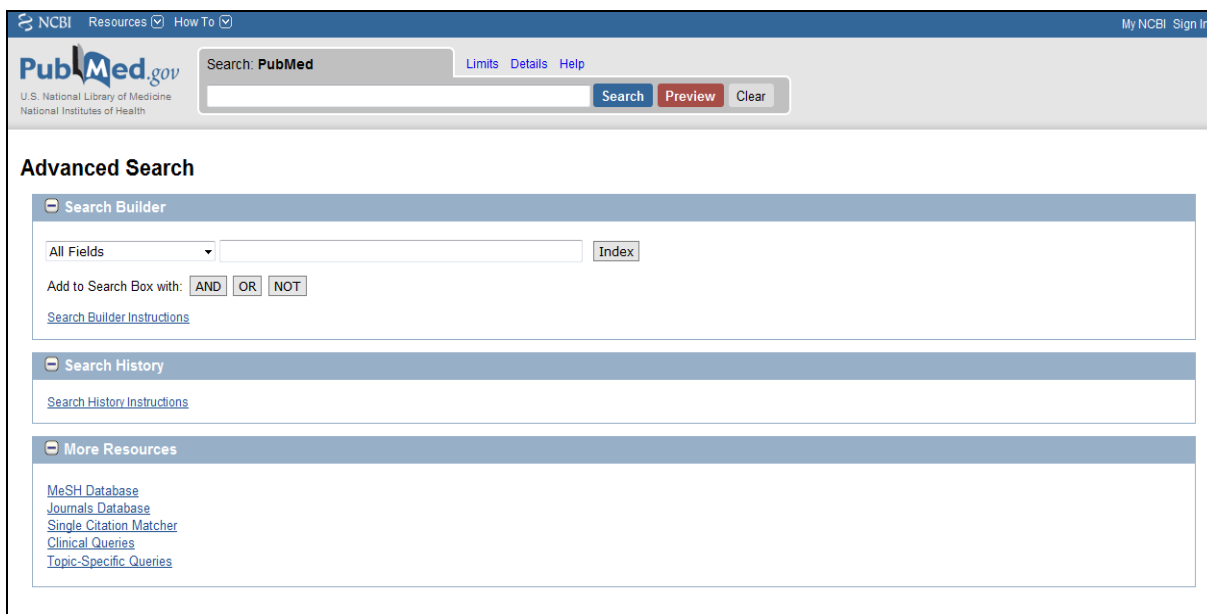 NCBI Resources How To My NCBI Sign In
PubMed.gov
U.S. National Library of Medicine
National Institutes of Health
Search: PubMed
Limits Details Help
Search Preview Clear
Advanced Search
Search Builder
All Fields Index
Add to Search Box with: AND OR NOT
Search Builder Instructions
Search History
Search History Instructions
More Resources
MeSH Database
Journals Database
Single Citation Matcher
Clinical Queries
Topic-Specific Queries